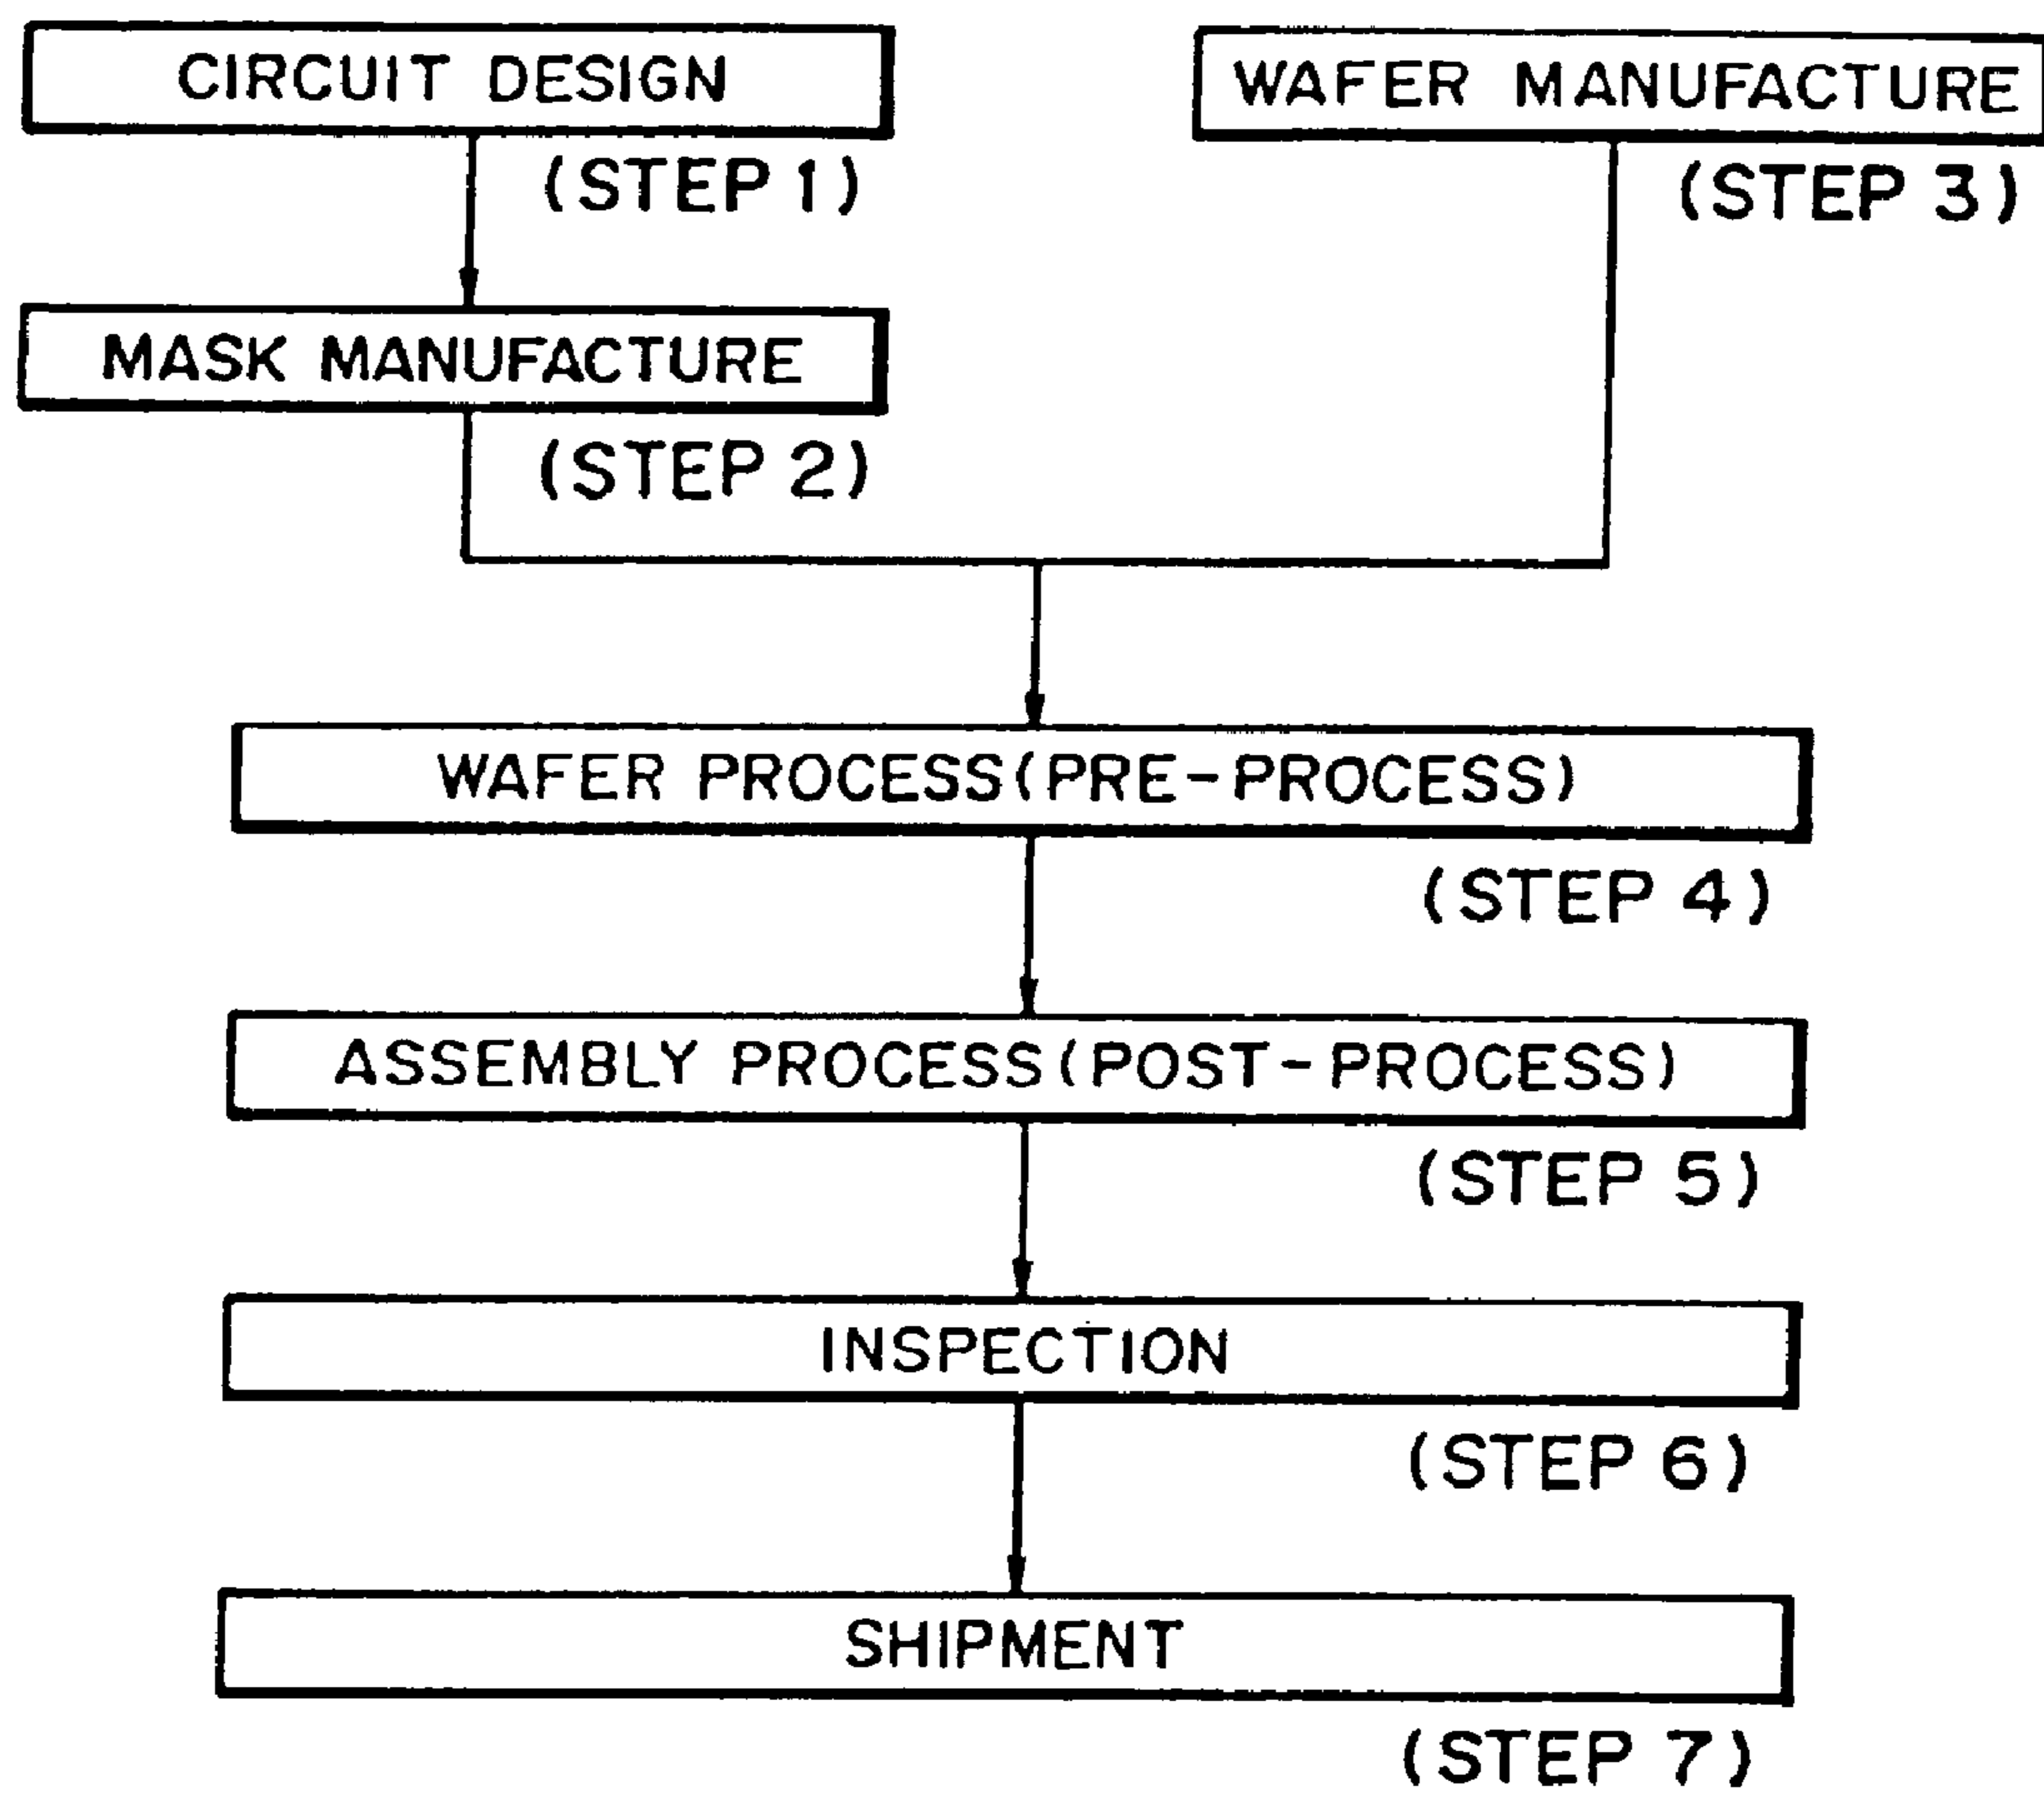 CIRCUIT DESIGN
(STEP 1)
WAFER MANUFACTURE
(STEP 3)
MASK MANUFACTURE
(STEP 2)
WAFER PROCESS(PRE-PROCESS)
(STEP 4)
ASSEMBLY PROCESS(POST-PROCESS)
(STEP 5)
INSPECTION
(STEP 6)
SHIPMENT
(STEP 7)